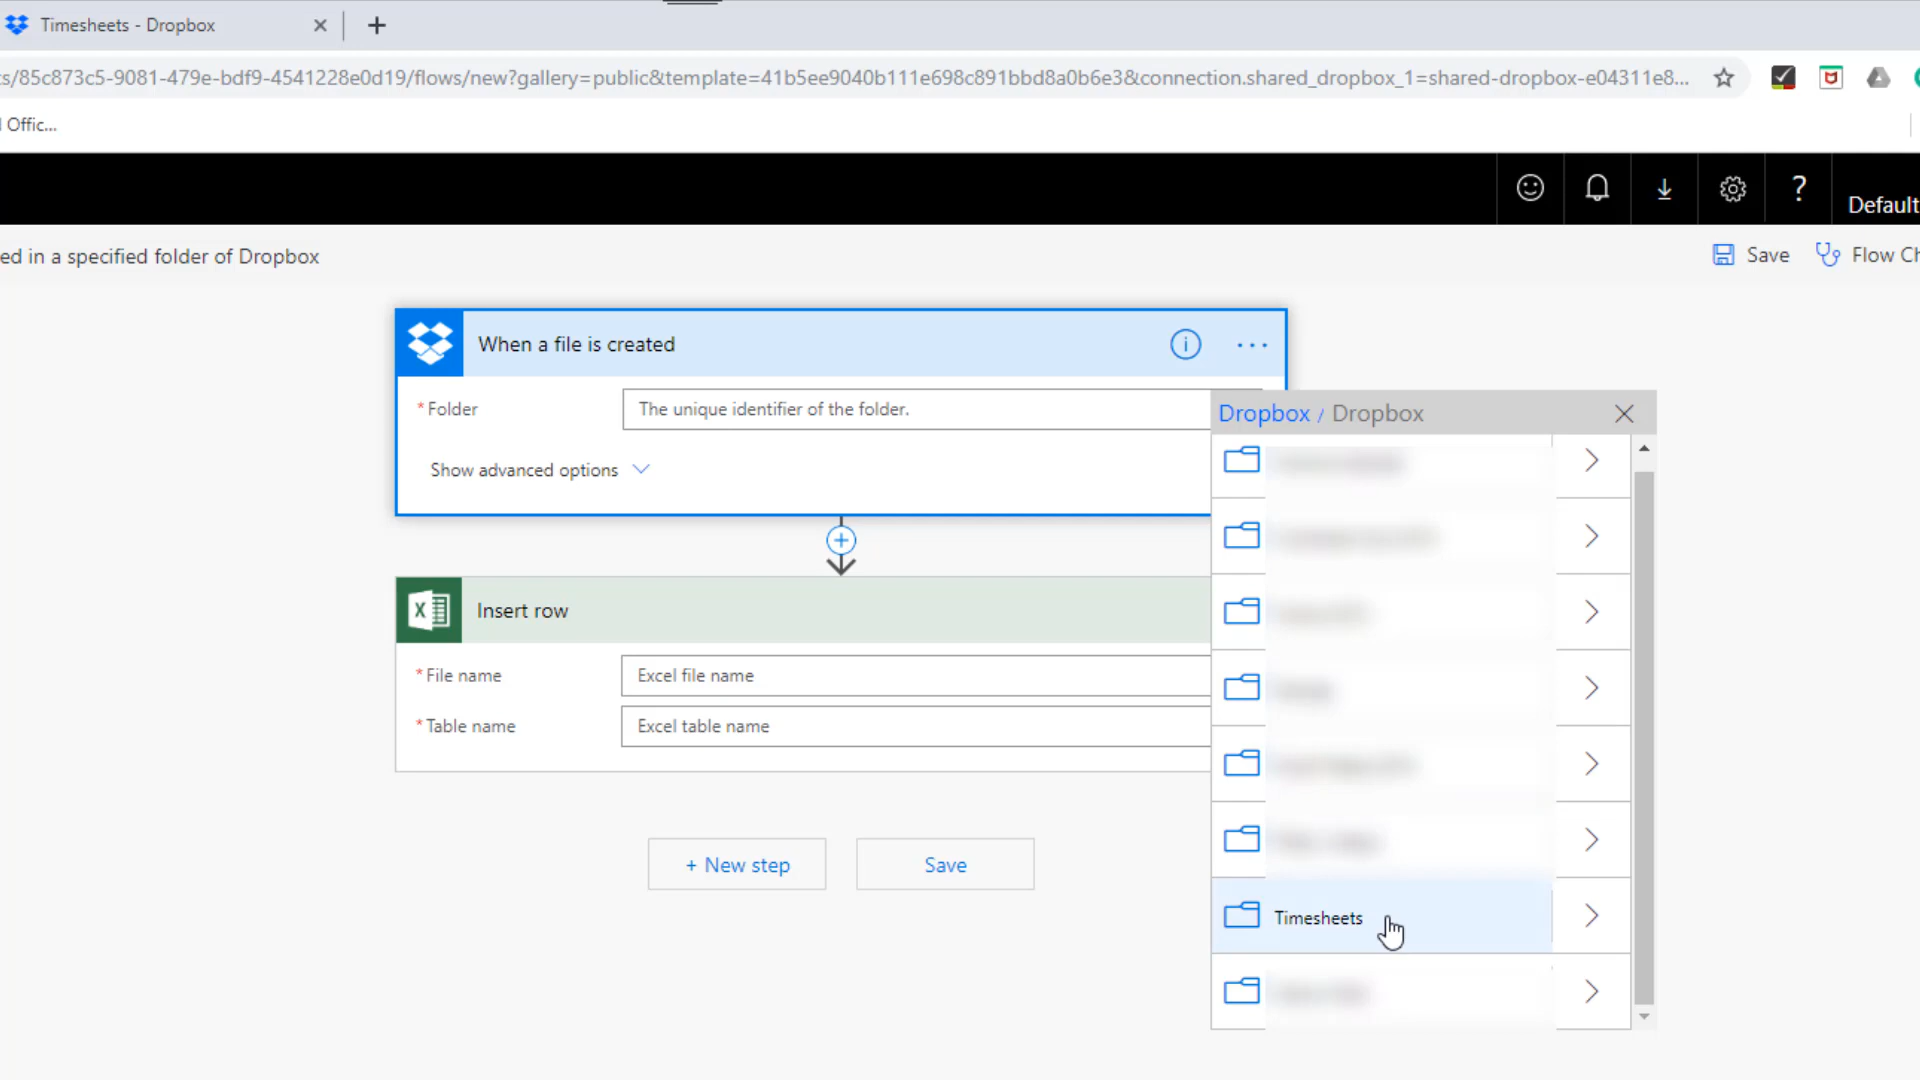 Timesheets - Dropbox
s/85c873c5-9081-479e-bdf9-4541228e0d19/flows/new?gallery=public&template=41b5ee9040b111e698c891bbd8a0b6e3&connection.shared_dropbox_1=shared-dropbox-e04311e8...
Offic...
?
Default
ed in a specified folder of Dropbox
Save
Flow Ch
When a file is created
* Folder
The unique identifier of the folder.
Show advanced options
Dropbox / Dropbox
Insert row
* File name
Excel file name
* Table name
Excel table name
+ New step
Save
Timesheets